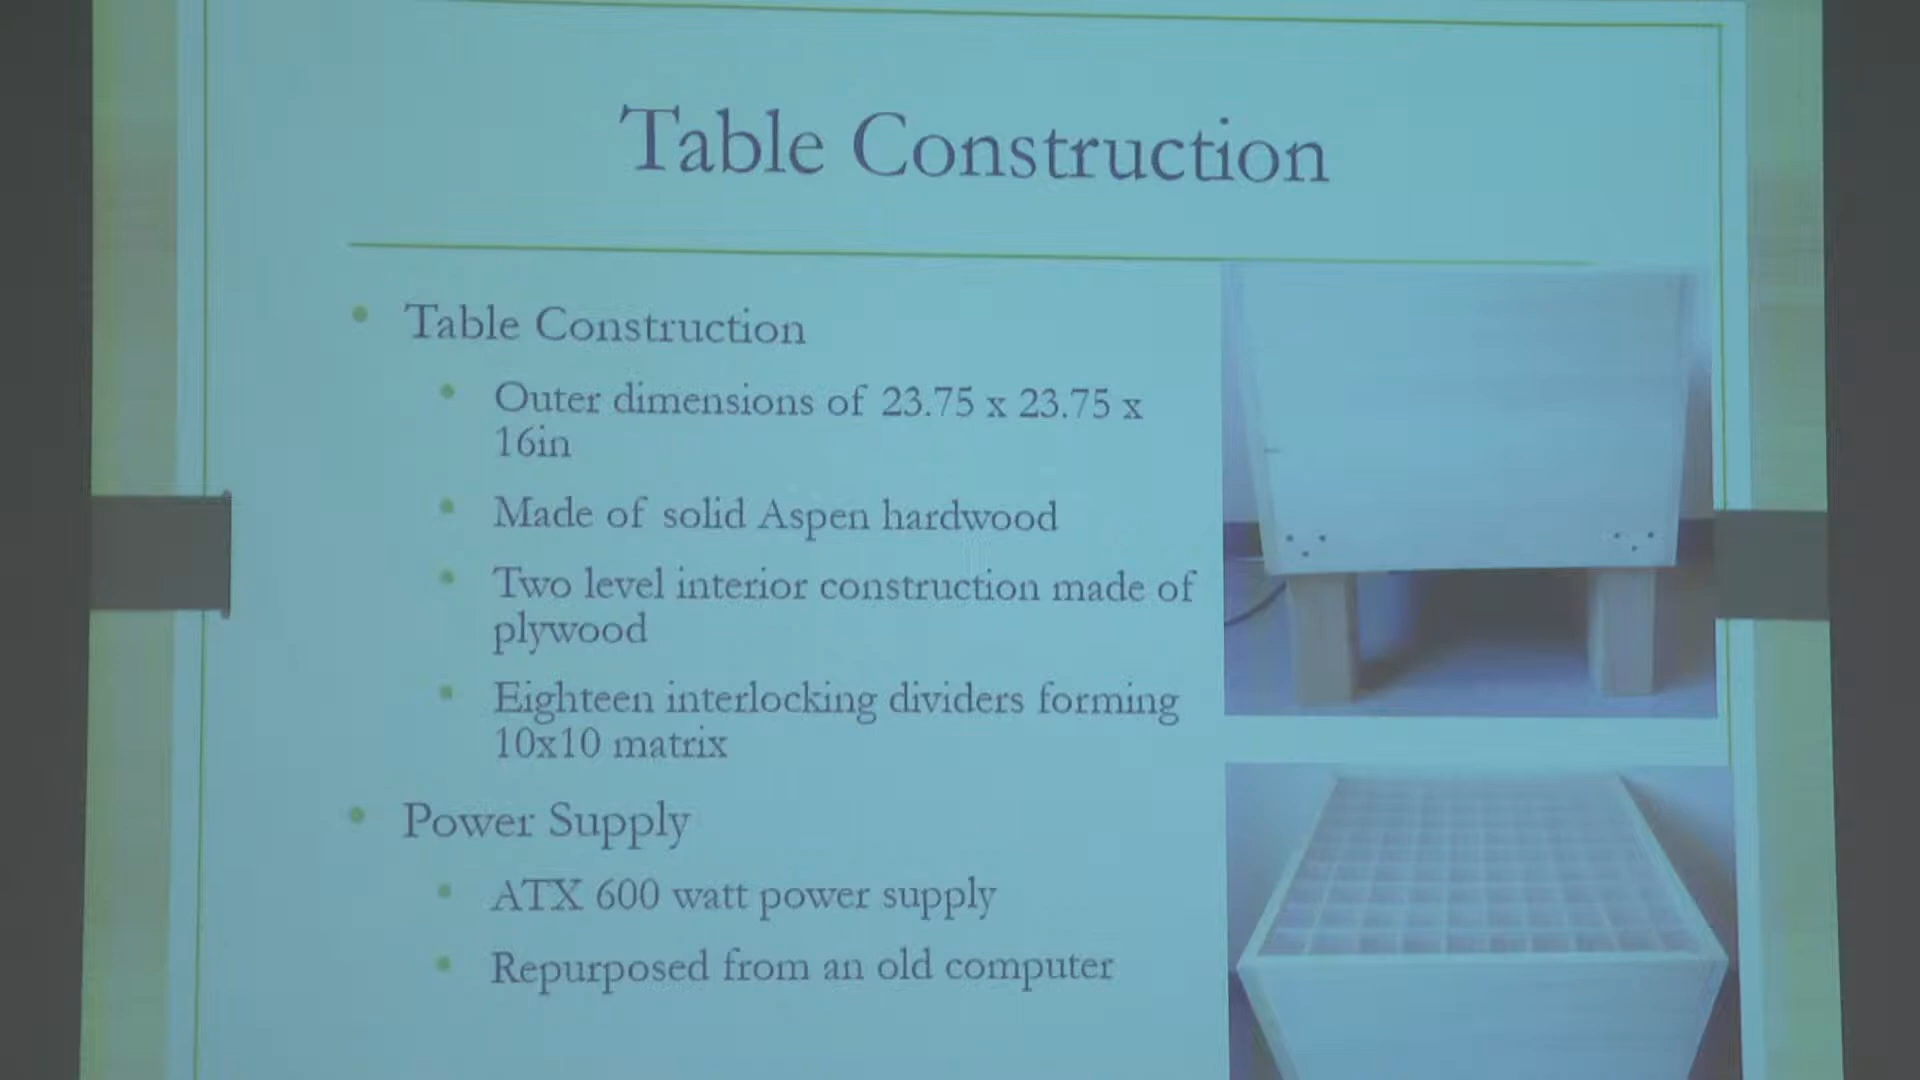 Table Construction
Table Construction
Outer dimensions of 23.75 x 23.75 x
16in
Made of solid Aspen hardwood
Two level interior construction made of
plywood
Eighteen interlocking dividers forming
10x10 matrix
Power Supply
ATX 600 watt power supply
Repurposed from an old computer